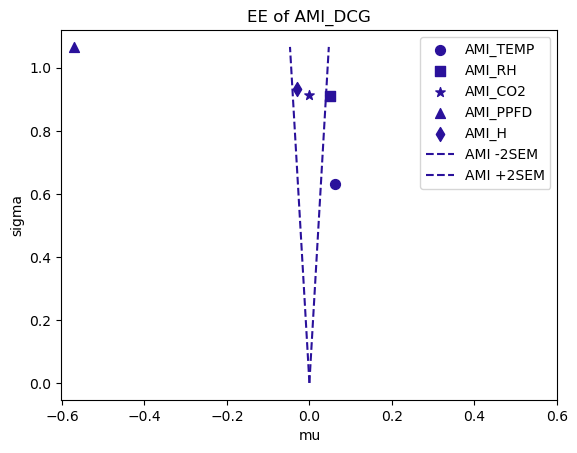 EE of AMI_DCG
AMI_TEMP
AMI_RH
AMI_CO2
AMI_PPFD
AMI_H
AMI -2SEM
AMI +2SEM
sigma
1.0
0.8
0.6
0.4
0.2
0.0
−0.6 −0.4 −0.2 0.0 0.2 0.4 0.6
mu